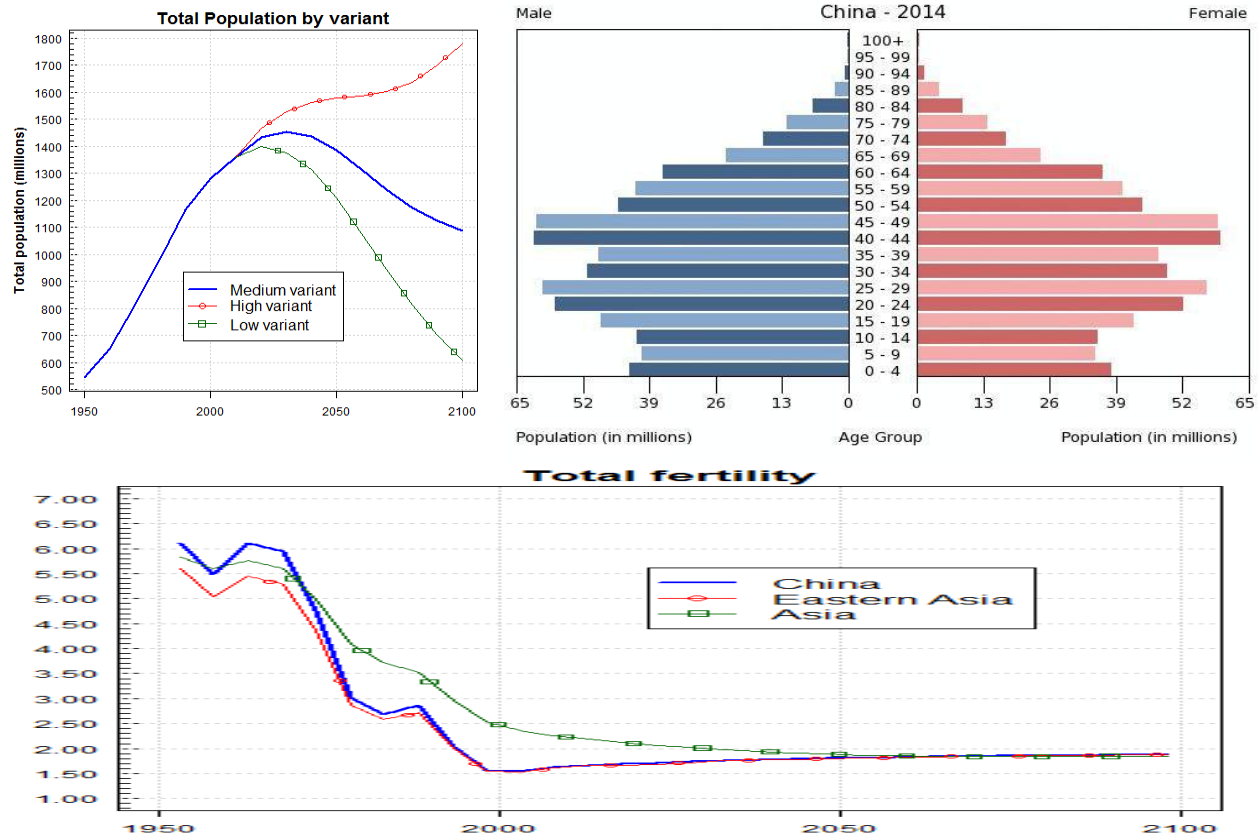 Total Population by variant
Total population (millions)
1800
1700
1600
1500
1400
1300
1200
1100
1000
900
800
700
600
500
Medium variant
High variant
Low variant
1950 2000 2050 2100
Male China - 2014 Female
100+
95 - 99
90 - 94
85 - 89
80 - 84
75 - 79
70 - 74
65 - 69
60 - 64
55 - 59
50 - 54
45 - 49
40 - 44
35 - 39
30 - 34
25 - 29
20 - 24
15 - 19
10 - 14
5 - 9
0 - 4
65 52 39 26 13 0 0 13 26 39 52 65
Population (in millions) Age Group Population (in millions)
Total fertility
7.00
6.50
6.00
5.50
5.00
4.50
4.00
3.50
3.00
2.50
2.00
1.50
1.00
China
Eastern Asia
Asia
1950 2000 2050 2100